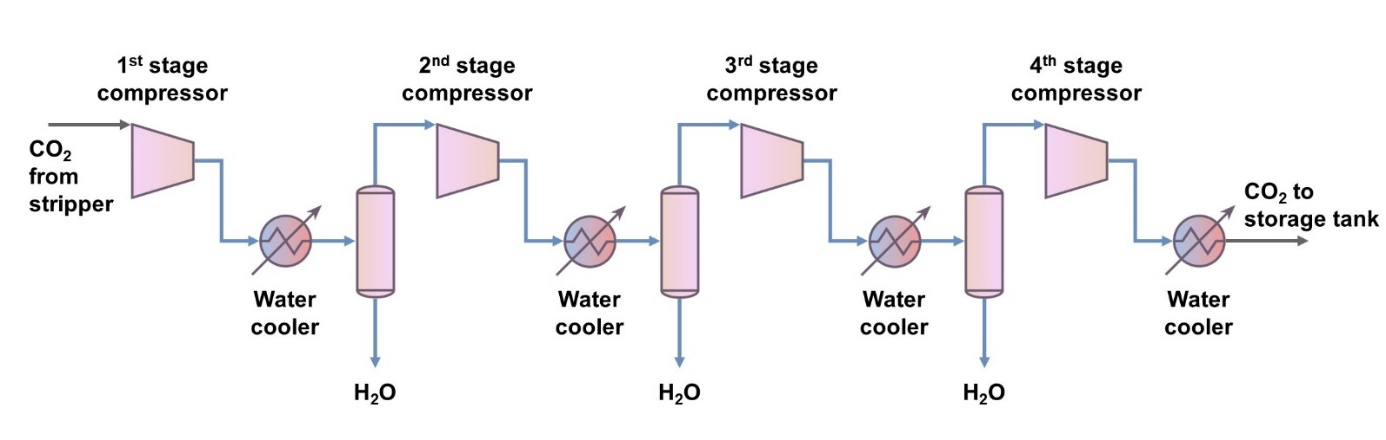 1st stage
compressor
2nd stage
compressor
3rd stage
compressor
4th stage
compressor
CO₂
from
stripper
CO₂ to
storage tank
Water
cooler
Water
cooler
Water
cooler
Water
cooler
H₂O
H₂O
H₂O